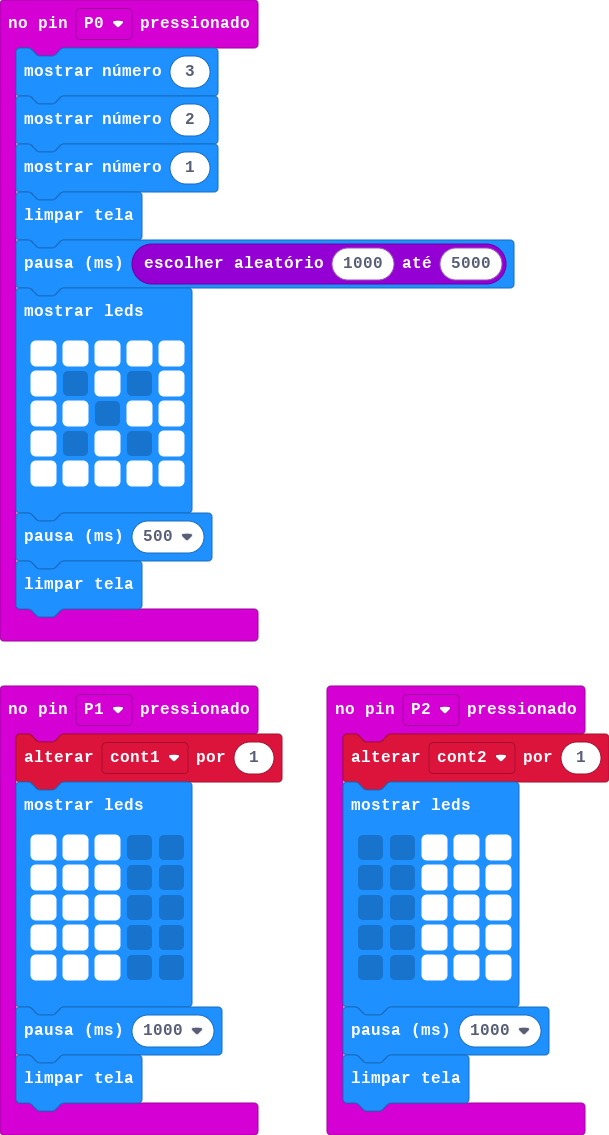 no pin P0 pressionado
mostrar número 3
mostrar número 2
mostrar número 1
limpar tela
pausa (ms) escolher aleatório 1000 até 5000
mostrar leds
pausa (ms) 500
limpar tela
no pin P1 pressionado
alterar cont1 por 1
mostrar leds
pausa (ms) 1000
limpar tela
no pin P2 pressionado
alterar cont2 por 1
mostrar leds
pausa (ms) 1000
limpar tela